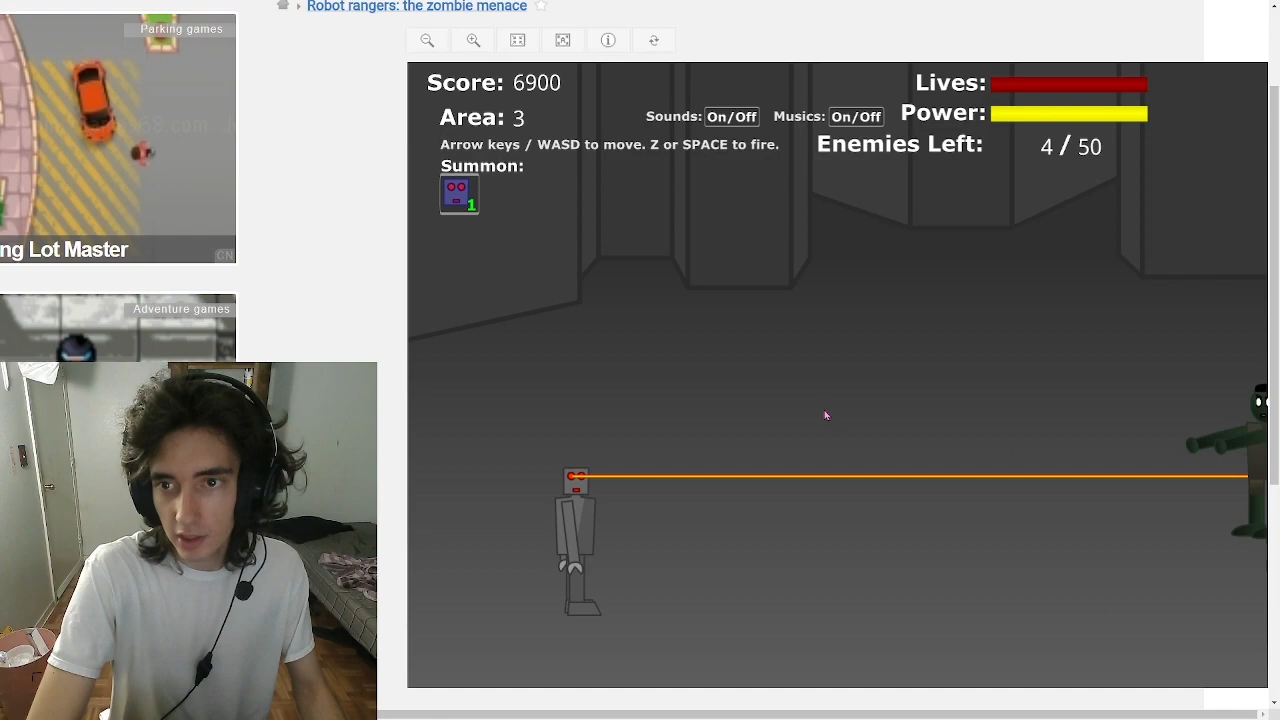 Robot rangers: the zombie menace
Parking games
ng Lot Master
CN
Adventure games
Score: 6900
Area: 3
Sounds: On/Off Musics: On/Off
Lives:
Power:
Enemies Left: 4 / 50
Arrow keys / WASD to move. Z or SPACE to fire.
Summon:
1